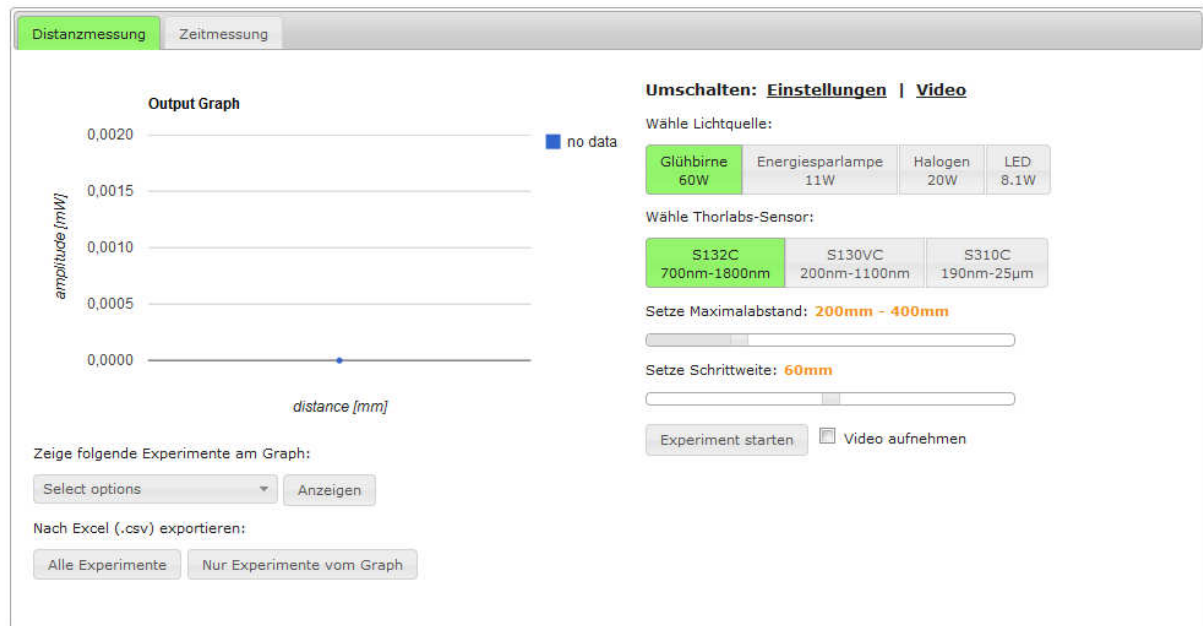 Distanzmessung
Zeitmessung
Output Graph
0,0020
0,0015
0,0010
0,0005
0,0000
amplitude [mW]
distance [mm]
no data
Zeige folgende Experimente am Graph:
Select options
Anzeigen
Nach Excel (.csv) exportieren:
Alle Experimente
Nur Experimente vom Graph
Umschalten: Einstellungen | Video
Wähle Lichtquelle:
Glühbirne
60W
Energiesparlampe
11W
Halogen
20W
LED
8.1W
Wähle Thorlabs-Sensor:
S132C
700nm-1800nm
S130VC
200nm-1100nm
S310C
190nm-25µm
Setze Maximalabstand: 200mm - 400mm
Setze Schrittweite: 60mm
Experiment starten
Video aufnehmen